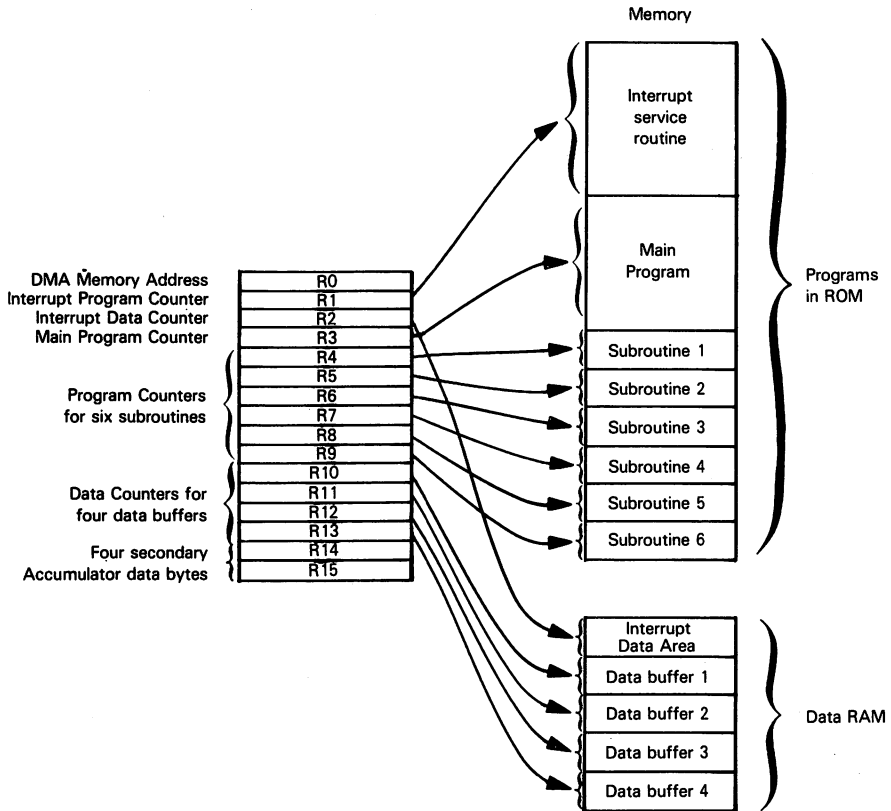 Memory
Interrupt
service
routine
Main
Program
Programs
in ROM
DMA Memory Address
Interrupt Program Counter
Interrupt Data Counter
Main Program Counter
Program Counters
for six subroutines
Data Counters for
four data buffers
Four secondary
Accumulator data bytes
R0
R1
R2
R3
R4
R5
R6
R7
R8
R9
R10
R11
R12
R13
R14
R15
Subroutine 1
Subroutine 2
Subroutine 3
Subroutine 4
Subroutine 5
Subroutine 6
Interrupt
Data Area
Data buffer 1
Data buffer 2
Data buffer 3
Data buffer 4
Data RAM